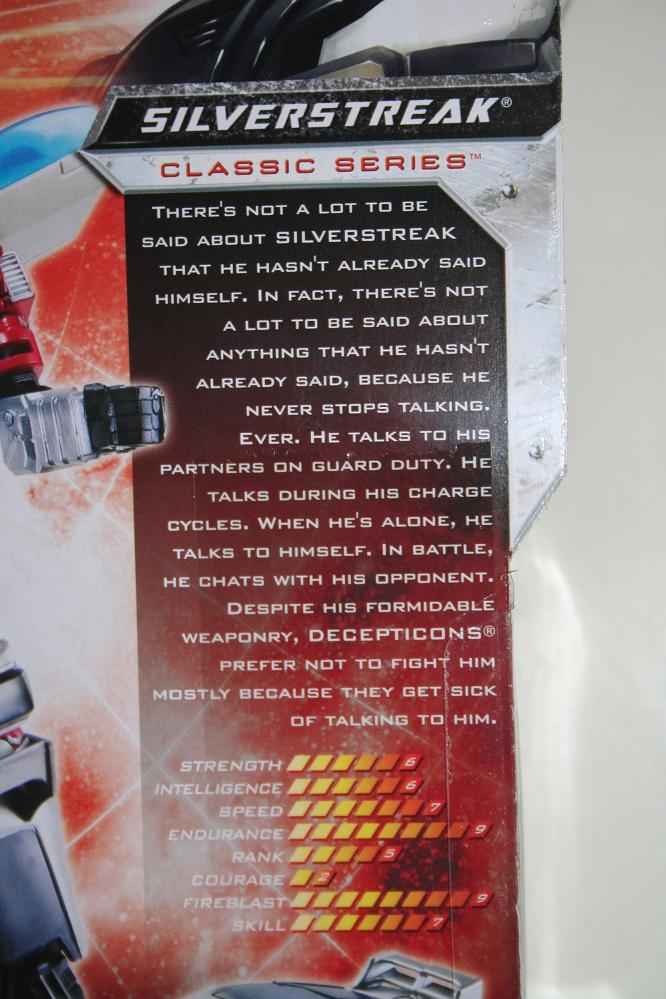 SILVERSTREAK®
CLASSIC SERIES™
THERE'S NOT A LOT TO BE
SAID ABOUT SILVERSTREAK
THAT HE HASN'T ALREADY SAID
HIMSELF. IN FACT, THERE'S NOT
A LOT TO BE SAID ABOUT
ANYTHING THAT HE HASN'T
ALREADY SAID, BECAUSE HE
NEVER STOPS TALKING.
EVER. HE TALKS TO HIS
PARTNERS ON GUARD DUTY. HE
TALKS DURING HIS CHARGE
CYCLES. WHEN HE'S ALONE, HE
TALKS TO HIMSELF. IN BATTLE,
HE CHATS WITH HIS OPPONENT.
DESPITE HIS FORMIDABLE
WEAPONRY, DECEPTICONS®
PREFER NOT TO FIGHT HIM
MOSTLY BECAUSE THEY GET SICK
OF TALKING TO HIM.
STRENGTH 6
INTELLIGENCE 6
SPEED 7
ENDURANCE 9
RANK 5
COURAGE 2
FIREBLAST 9
SKILL 7